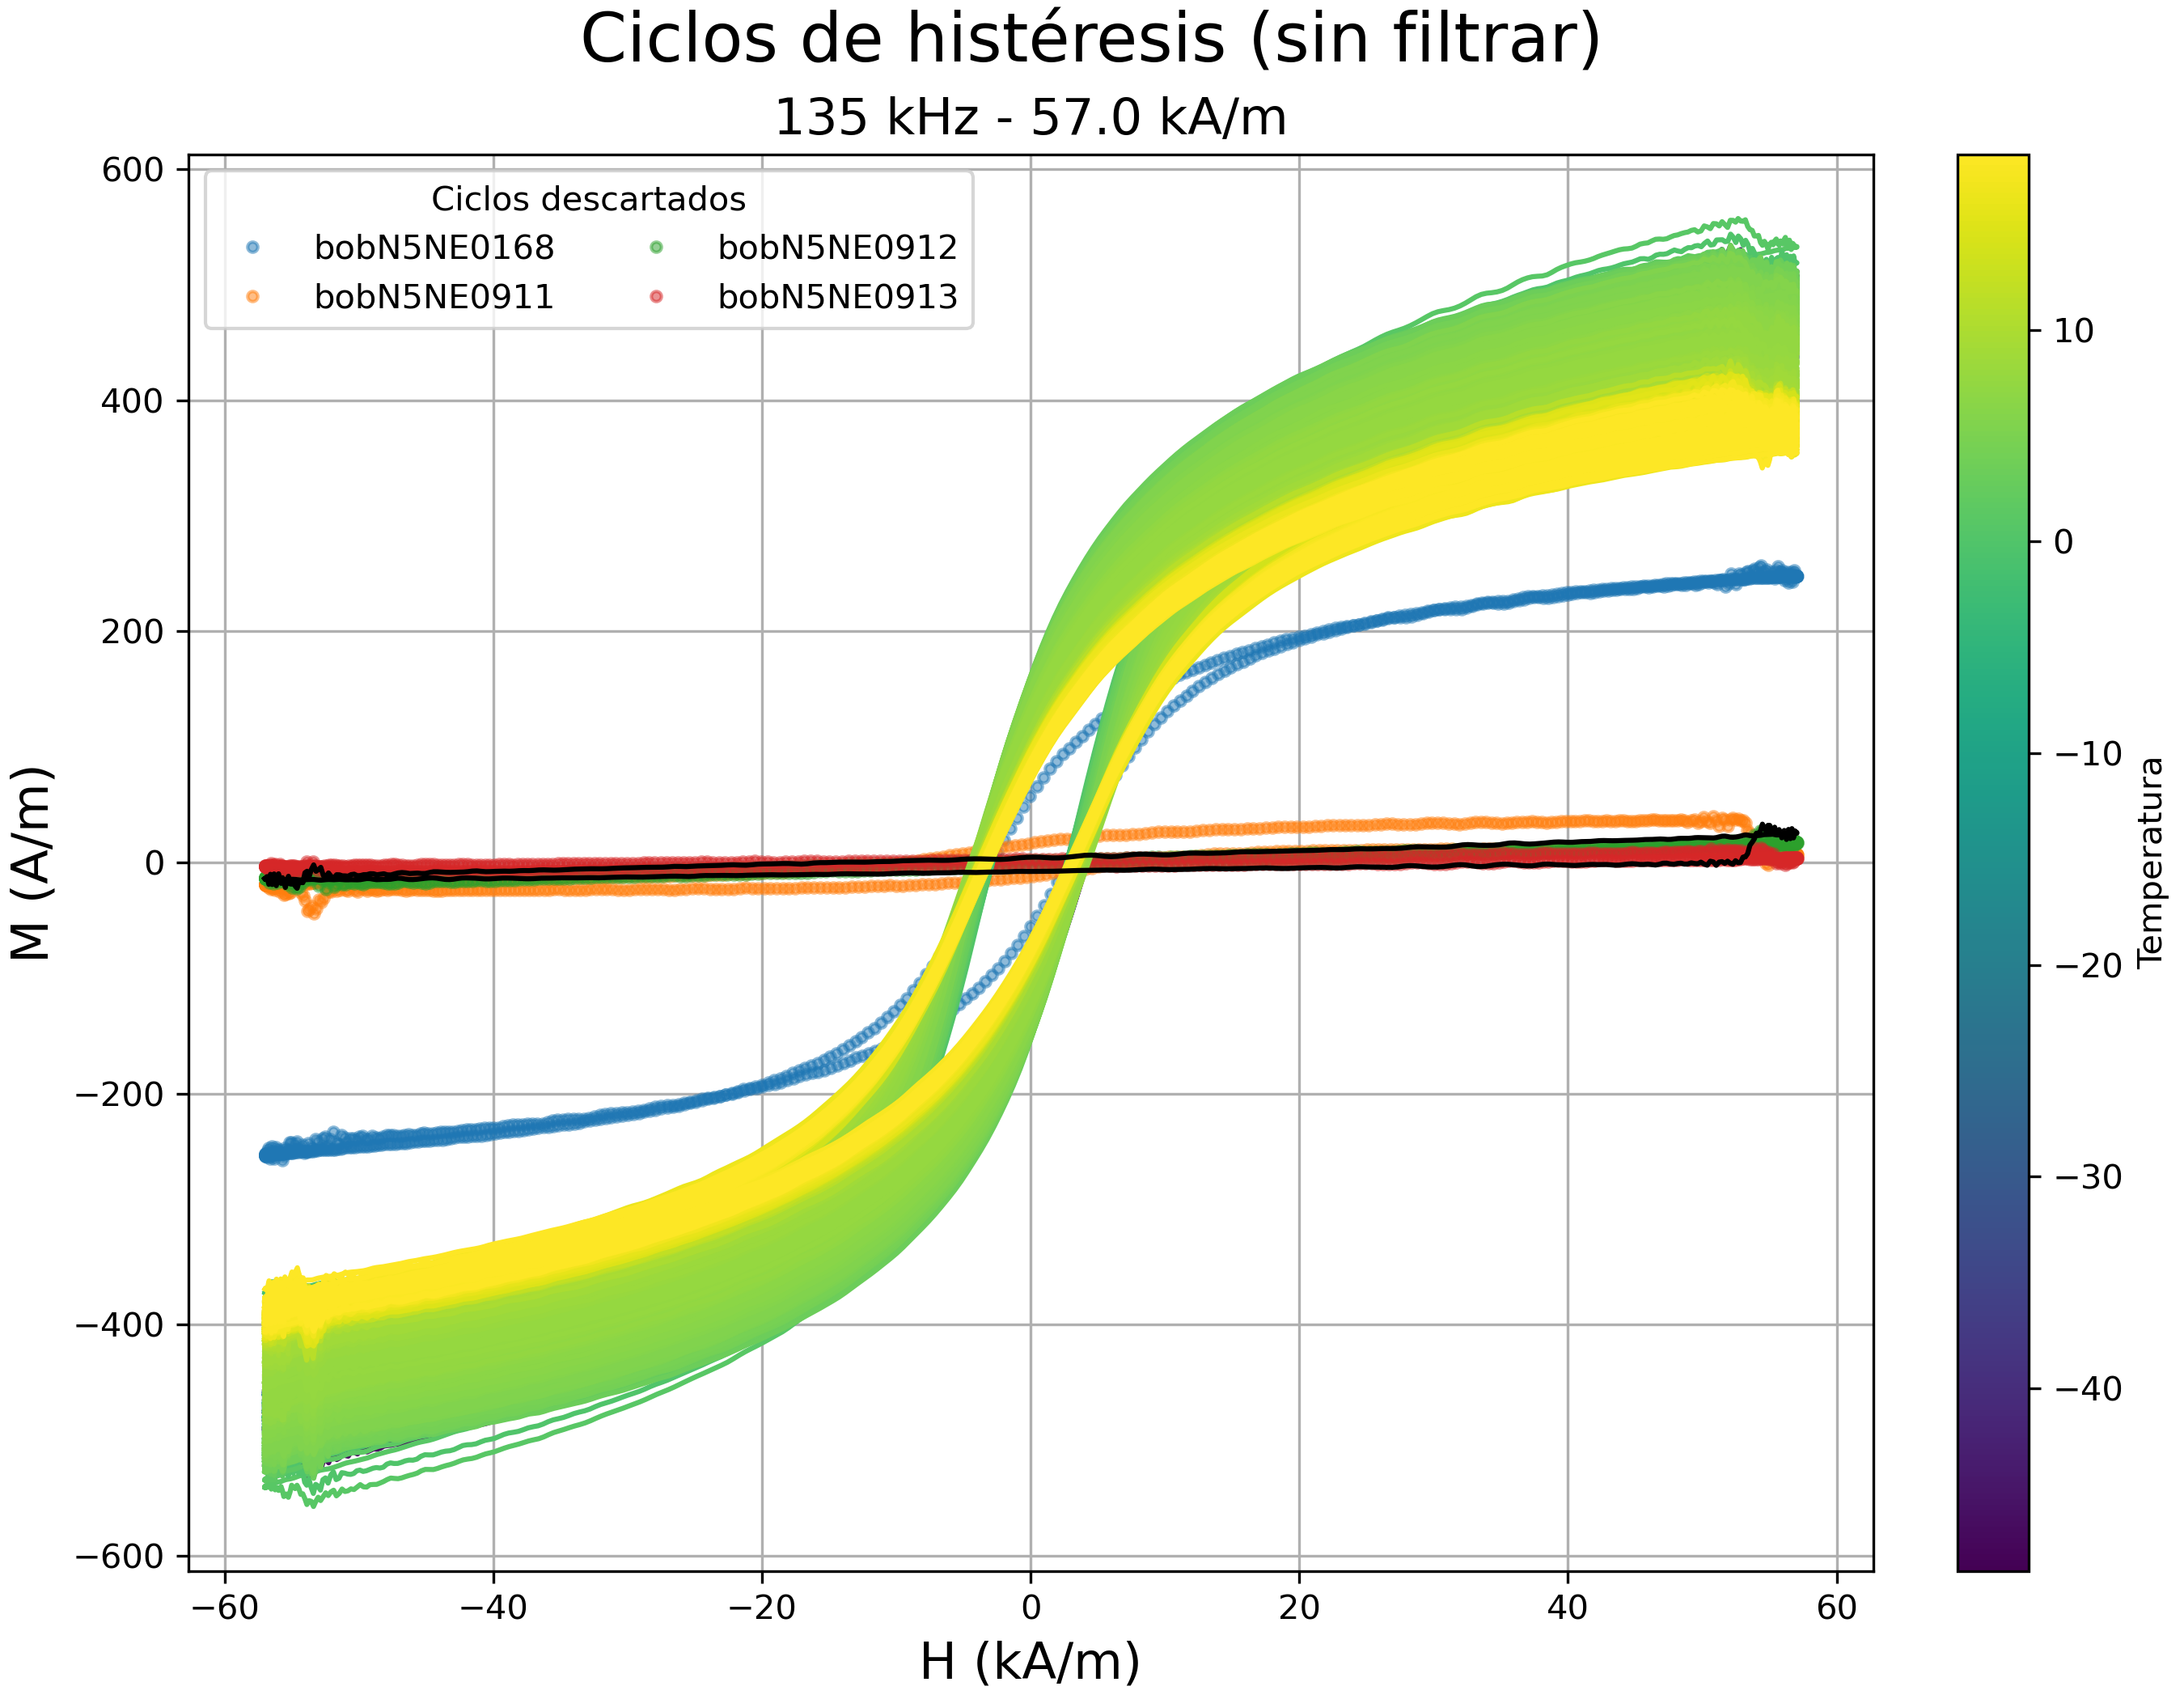 Ciclos de histéresis (sin filtrar)
135 kHz - 57.0 kA/m
Ciclos descartados
bobN5NE0168 bobN5NE0912
bobN5NE0911 bobN5NE0913
600
400
200
0
−200
−400
−600
M (A/m)
−60 −40 −20 0 20 40 60
H (kA/m)
10
0
−10
−20
−30
−40
Temperatura